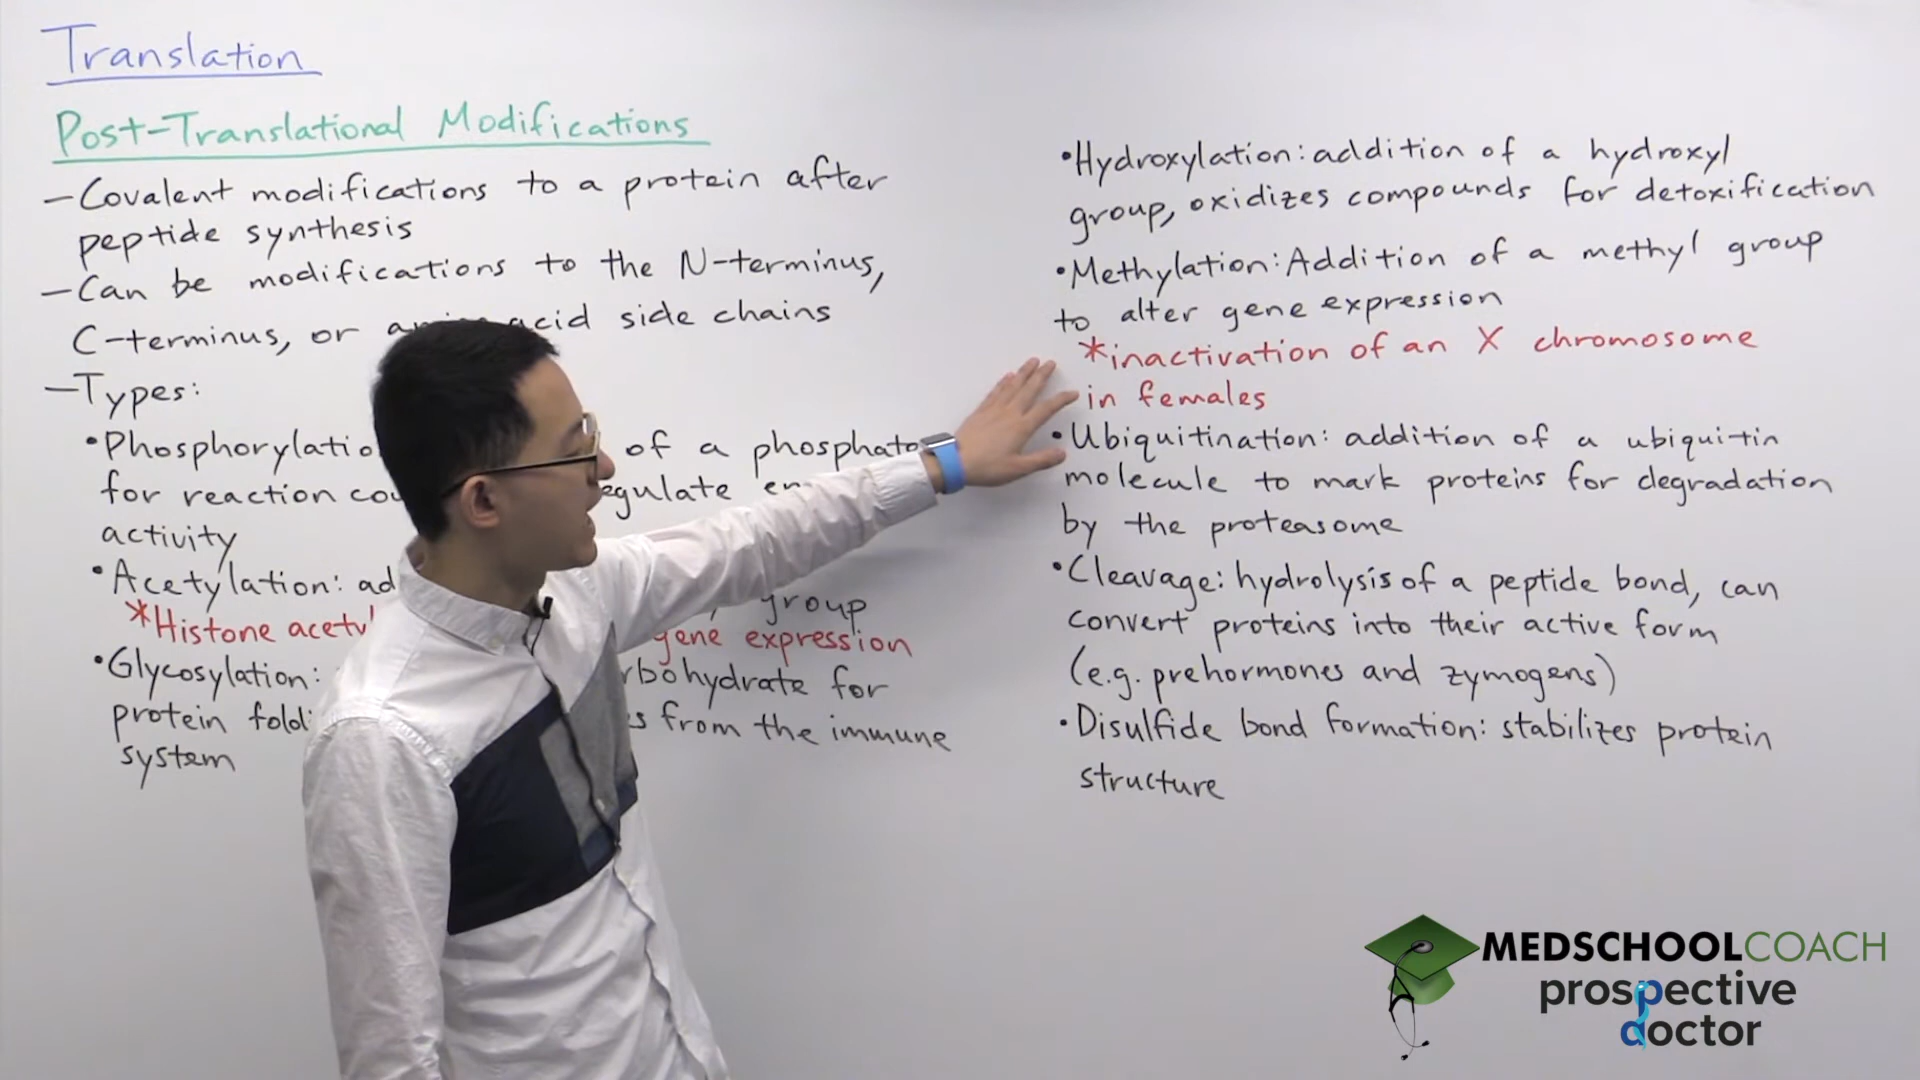 Translation
Post-Translational Modifications
-Covalent modifications to a protein after
peptide synthesis
-Can be modifications to the N-terminus,
C-terminus, or acid side chains
-Types:
•Phosphorylatio of a phosphate
for reaction egulate
activity
•Acetylation: group
*Histone gene expression
•Glycosylation: rbohydrate for
protein from the immune
system
•Hydroxylation: addition of a hydroxyl
group, oxidizes compounds for detoxification
•Methylation: Addition of a methyl group
to alter gene expression
*inactivation of an X chromosome
in females
•Ubiquitination: addition of a ubiquitin
molecule to mark proteins for degradation
by the proteasome
•Cleavage: hydrolysis of a peptide bond, can
convert proteins into their active form
(e.g. prehormones and zymogens)
•Disulfide bond formation: stabilizes protein
structure
MEDSCHOOLCOACH
prospective
doctor